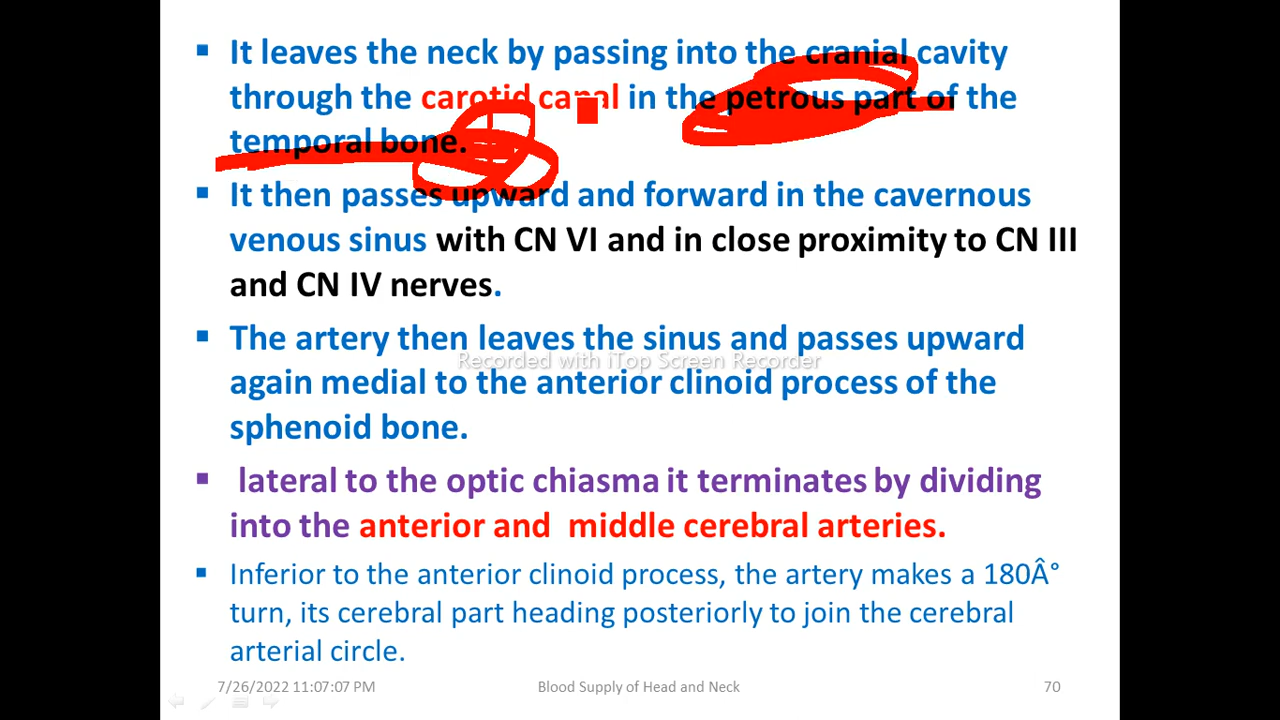 ▪ It leaves the neck by passing into the cranial cavity
through the carotid canal in the petrous part of the
temporal bone.
▪ It then passes upward and forward in the cavernous
venous sinus with CN VI and in close proximity to CN III
and CN IV nerves.
▪ The artery then leaves the sinus and passes upward
Recorded with iTop Screen Recorder
again medial to the anterior clinoid process of the
sphenoid bone.
▪ lateral to the optic chiasma it terminates by dividing
into the anterior and middle cerebral arteries.
▪ Inferior to the anterior clinoid process, the artery makes a 180Â°
turn, its cerebral part heading posteriorly to join the cerebral
arterial circle.
7/26/2022 11:07:07 PM Blood Supply of Head and Neck 70